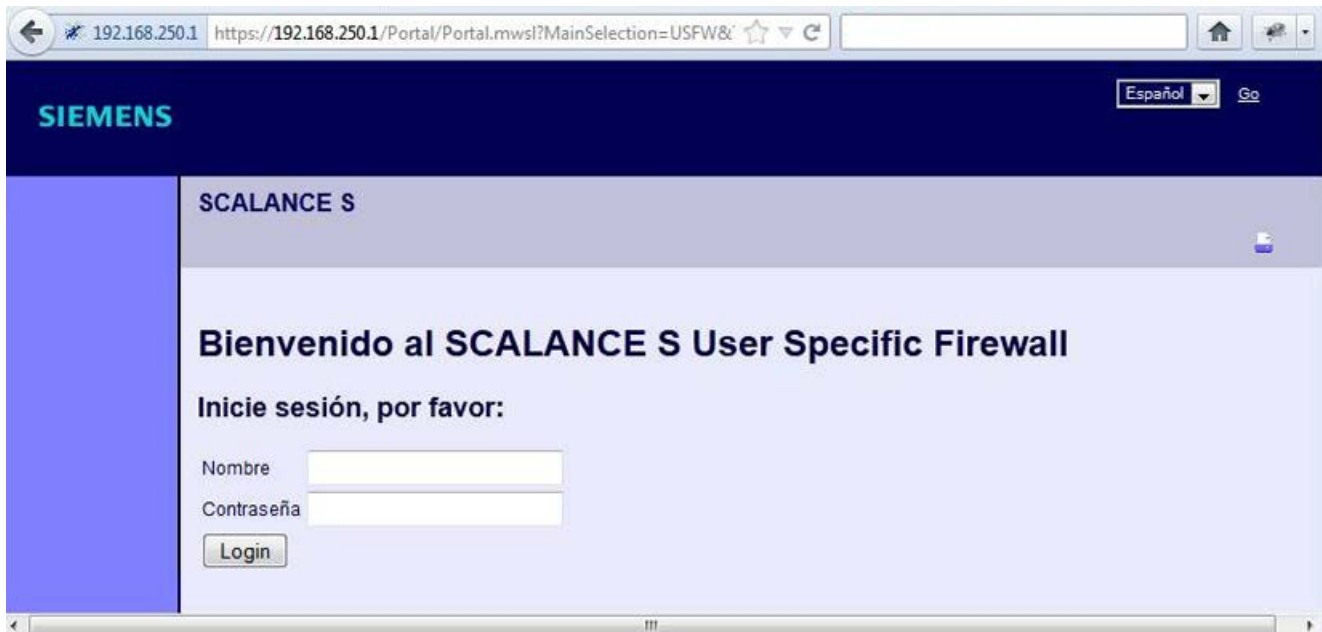 192.168.250.1 https://192.168.250.1/Portal/Portal.mwsl?MainSelection=USFW&
Español Go
SIEMENS
SCALANCE S
Bienvenido al SCALANCE S User Specific Firewall
Inicie sesión, por favor:
Nombre
Contraseña
Login